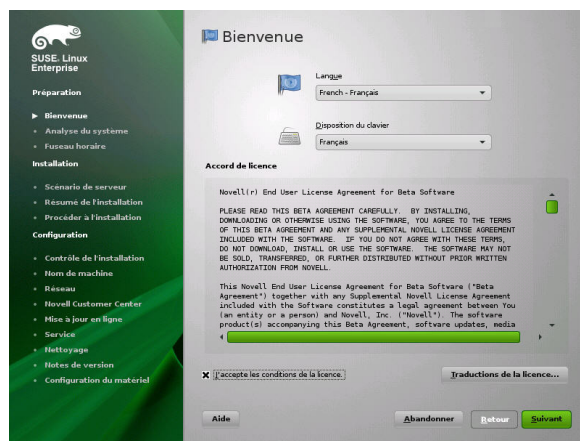 SUSE. Linux
Enterprise
Préparation
Bienvenue
Analyse du système
Fuseau horaire
Installation
Scénario de serveur
Résumé de l'installation
Procéder à l'installation
Configuration
Contrôle de l'installation
Nom de machine
Réseau
Novell Customer Center
Mise à jour en ligne
Service
Nettoyage
Notes de version
Configuration du matériel
Bienvenue
Langue
French - Français
Disposition du clavier
Français
Accord de licence
Novell(r) End User License Agreement for Beta Software
PLEASE READ THIS BETA AGREEMENT CAREFULLY. BY INSTALLING,
DOWNLOADING OR OTHERWISE USING THE SOFTWARE, YOU AGREE TO THE TERMS
OF THIS BETA AGREEMENT AND ANY SUPPLEMENTAL NOVELL LICENSE AGREEMENT
INCLUDED WITH THE SOFTWARE. IF YOU DO NOT AGREE WITH THESE TERMS,
DO NOT DOWNLOAD, INSTALL OR USE THE SOFTWARE. THE SOFTWARE MAY NOT
BE SOLD, TRANSFERRED, OR FURTHER DISTRIBUTED WITHOUT PRIOR WRITTEN
AUTHORIZATION FROM NOVELL.
This Novell End User License Agreement for Beta Software ("Beta
Agreement") together with any Supplemental Novell License Agreement
included with the Software constitutes a legal agreement between You
(an entity or a person) and Novell, Inc. ("Novell"). The software
product(s) accompanying this Beta Agreement, software updates, media
J'accepte les conditions de la licence.
Traductions de la licence...
Aide
Abandonner
Retour
Suivant